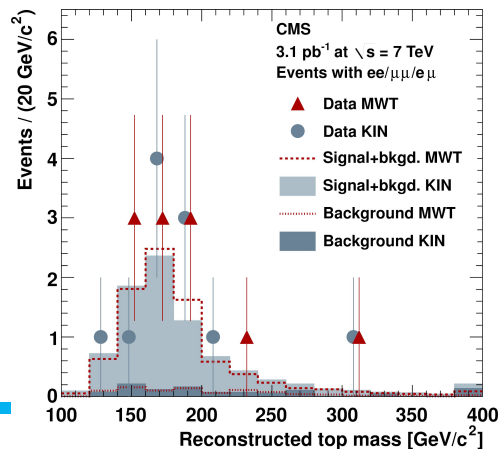 CMS
3.1 pb-1 at \ s = 7 TeV
Events with ee/μμ/eμ
Data MWT
Data KIN
Signal+bkgd. MWT
Signal+bkgd. KIN
Background MWT
Background KIN
Events / (20 GeV/c2)
6
5
4
3
2
1
0
100 150 200 250 300 350 400
Reconstructed top mass [GeV/c2]